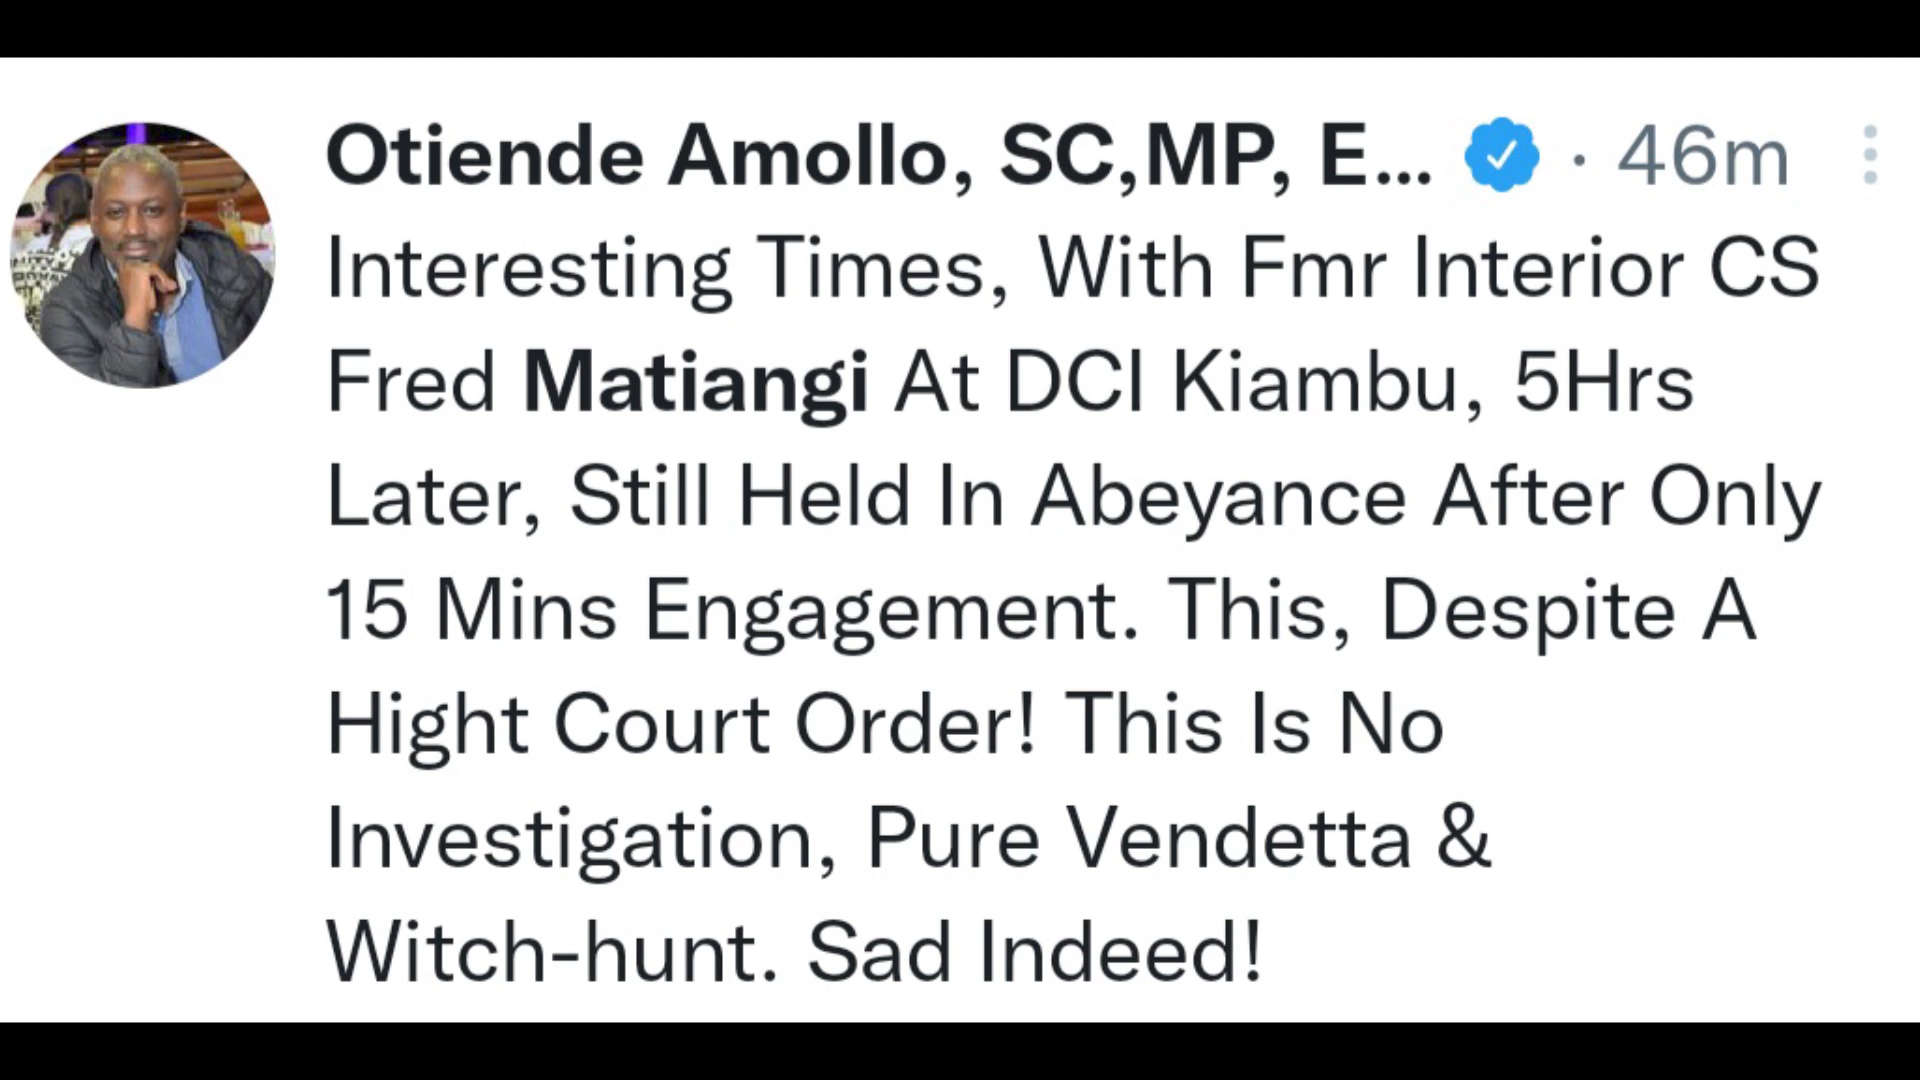 Otiende Amollo, SC,MP, E... · 46m
Interesting Times, With Fmr Interior CS
Fred Matiangi At DCI Kiambu, 5Hrs
Later, Still Held In Abeyance After Only
15 Mins Engagement. This, Despite A
Hight Court Order! This Is No
Investigation, Pure Vendetta &
Witch-hunt. Sad Indeed!